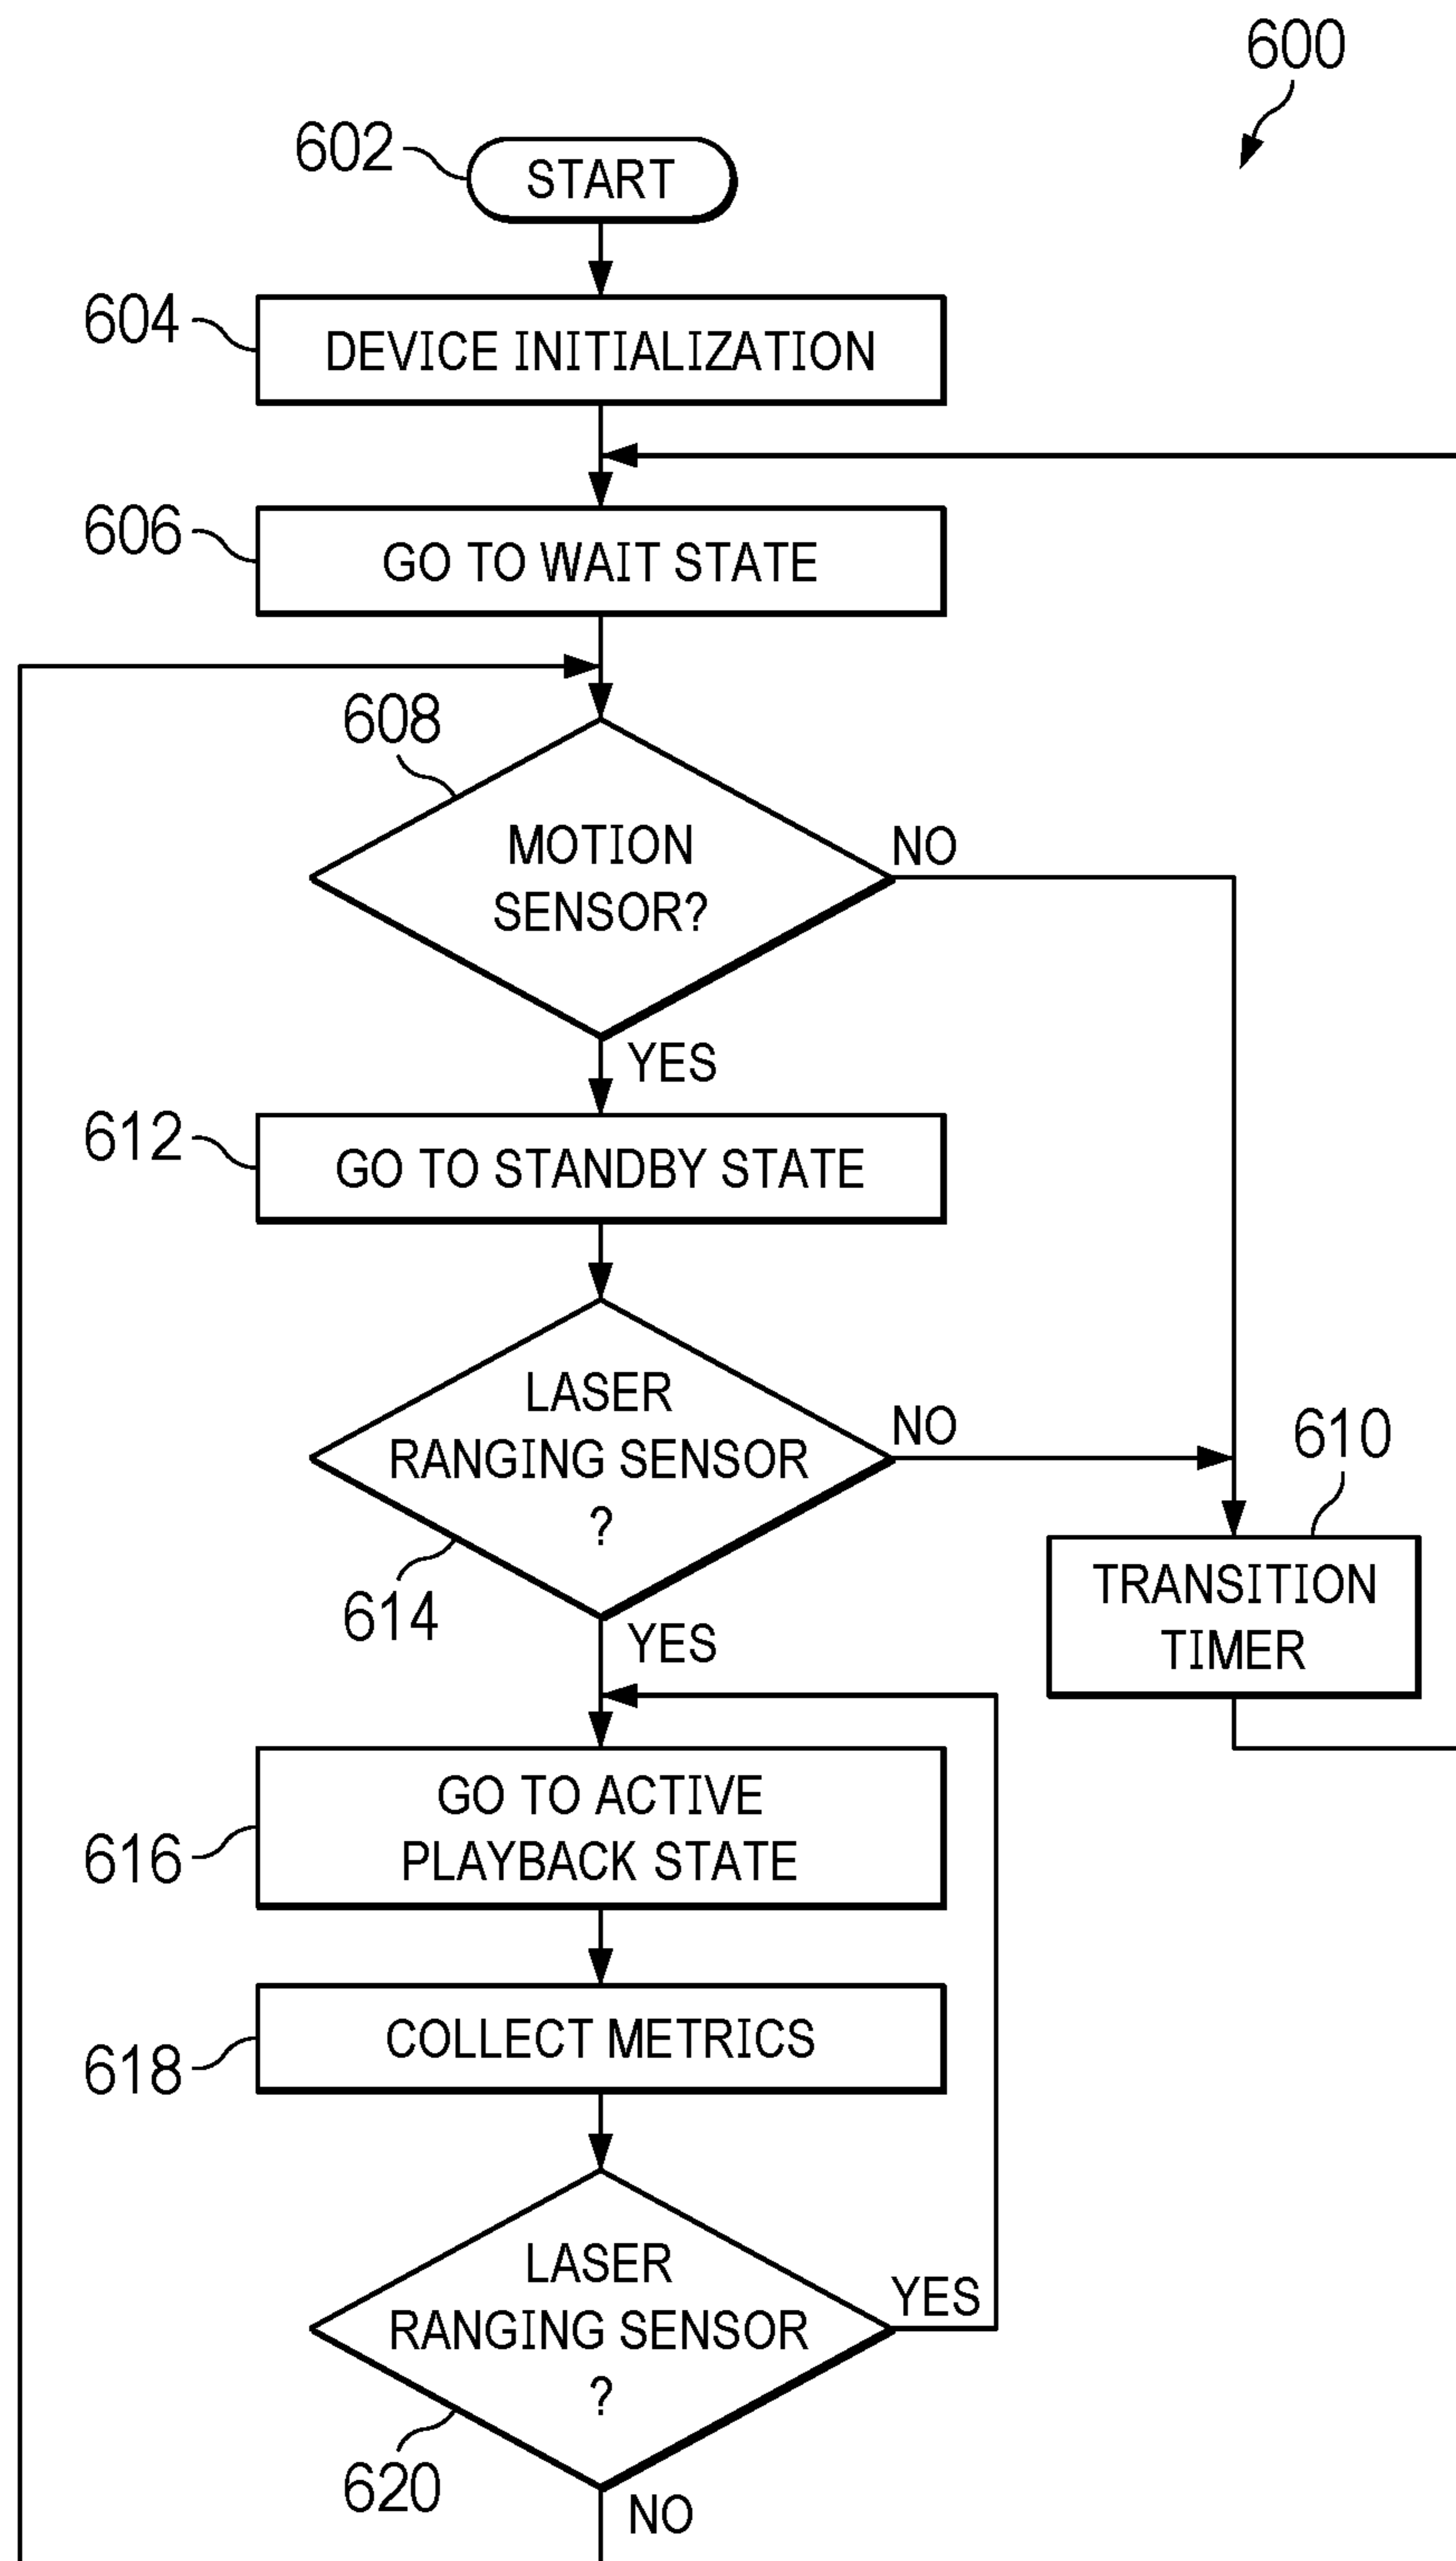 600
602
START
604
DEVICE INITIALIZATION
606
GO TO WAIT STATE
608
MOTION
SENSOR?
NO
YES
612
GO TO STANDBY STATE
LASER
RANGING SENSOR
?
NO
614
YES
610
TRANSITION
TIMER
616
GO TO ACTIVE
PLAYBACK STATE
618
COLLECT METRICS
LASER
RANGING SENSOR
?
YES
620
NO